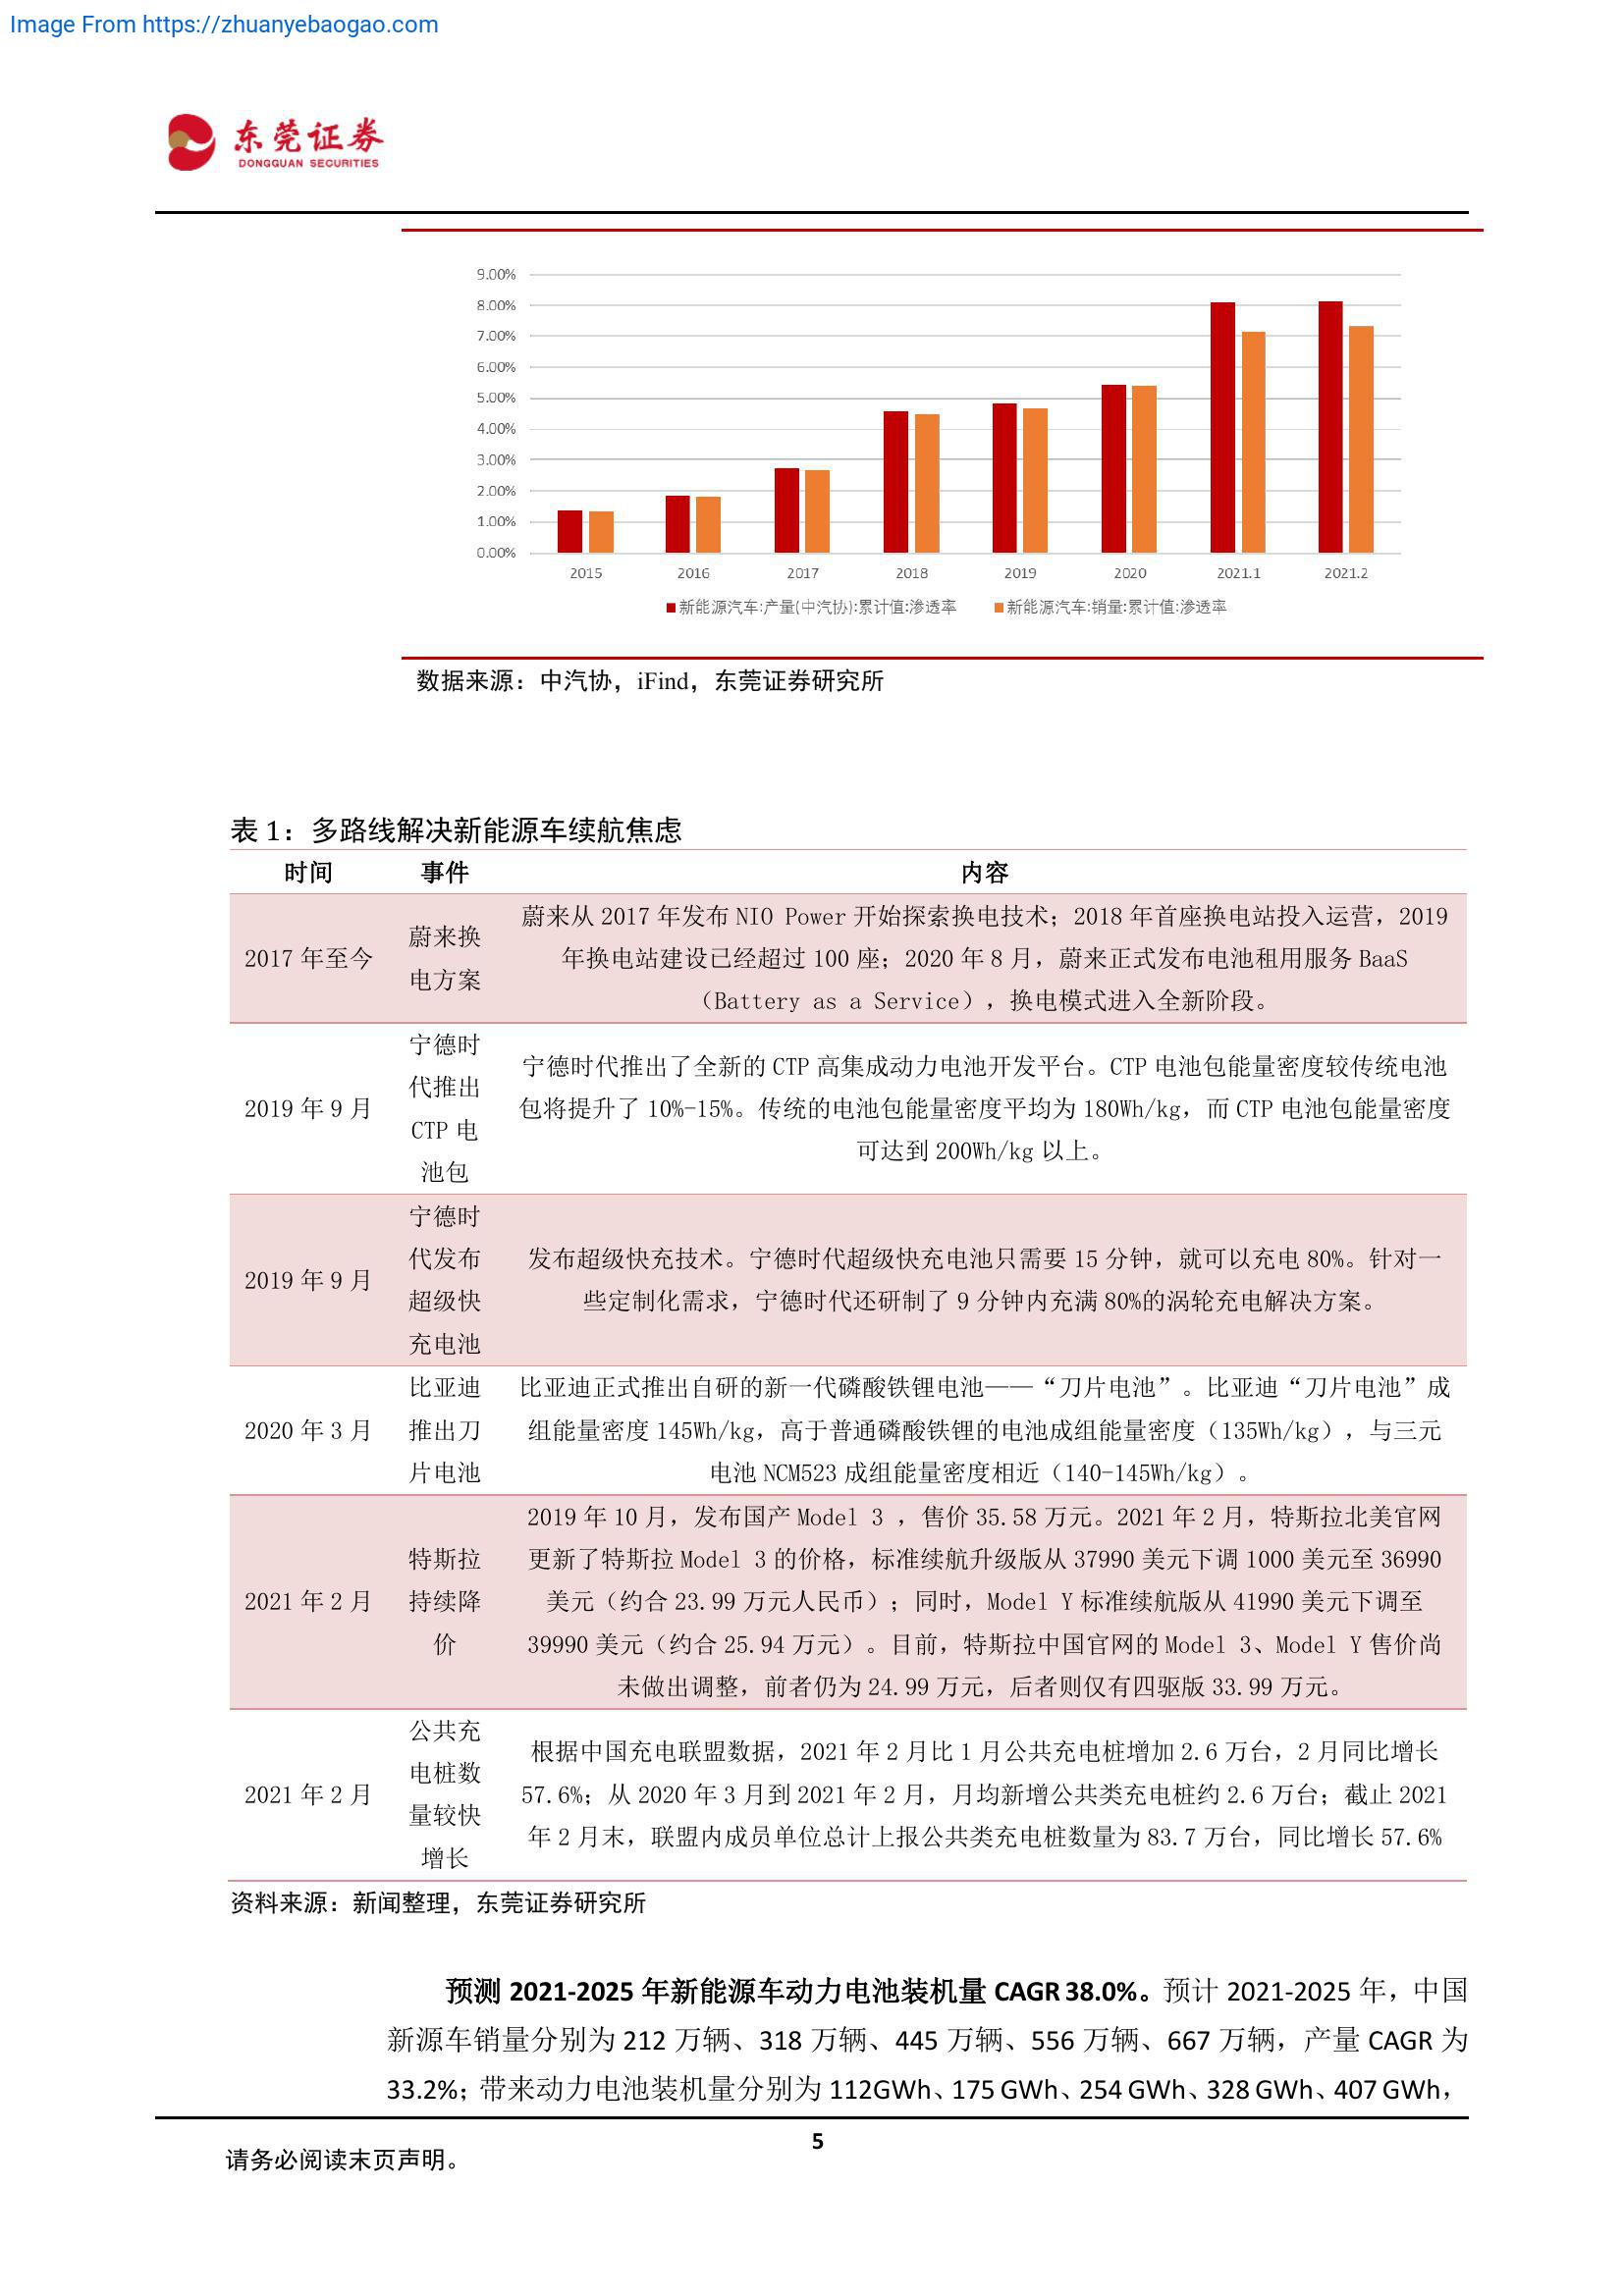 Image From https://zhuanyebaogao.com
东莞证券
DONGGUAN SECURITIES
9.00%
8.00%
7.00%
6.00%
5.00%
4.00%
3.00%
2.00%
1.00%
0.00%
2015 2016 2017 2018 2019 2020 2021.1 2021.2
新能源汽车:产量(中汽协):累计值:渗透率 新能源汽车:销量:累计值:渗透率
数据来源：中汽协，iFind，东莞证券研究所
表 1：多路线解决新能源车续航焦虑
时间 事件 内容
2017 年至今
蔚来换
电方案
蔚来从 2017 年发布 NIO Power 开始探索换电技术；2018 年首座换电站投入运营，2019
年换电站建设已经超过 100 座；2020 年 8 月，蔚来正式发布电池租用服务 BaaS
（Battery as a Service），换电模式进入全新阶段。
2019 年 9 月
宁德时
代推出
CTP 电
池包
宁德时代推出了全新的 CTP 高集成动力电池开发平台。CTP 电池包能量密度较传统电池
包将提升了 10%-15%。传统的电池包能量密度平均为 180Wh/kg，而 CTP 电池包能量密度
可达到 200Wh/kg 以上。
2019 年 9 月
宁德时
代发布
超级快
充电池
发布超级快充技术。宁德时代超级快充电池只需要 15 分钟，就可以充电 80%。针对一
些定制化需求，宁德时代还研制了 9 分钟内充满 80%的涡轮充电解决方案。
2020 年 3 月
比亚迪
推出刀
片电池
比亚迪正式推出自研的新一代磷酸铁锂电池——“刀片电池”。比亚迪“刀片电池”成
组能量密度 145Wh/kg，高于普通磷酸铁锂的电池成组能量密度（135Wh/kg），与三元
电池 NCM523 成组能量密度相近（140-145Wh/kg）。
2021 年 2 月
特斯拉
持续降
价
2019 年 10 月，发布国产 Model 3 ，售价 35.58 万元。2021 年 2 月，特斯拉北美官网
更新了特斯拉 Model 3 的价格，标准续航升级版从 37990 美元下调 1000 美元至 36990
美元（约合 23.99 万元人民币）；同时，Model Y 标准续航版从 41990 美元下调至
39990 美元（约合 25.94 万元）。目前，特斯拉中国官网的 Model 3、Model Y 售价尚
未做出调整，前者仍为 24.99 万元，后者则仅有四驱版 33.99 万元。
2021 年 2 月
公共充
电桩数
量较快
增长
根据中国充电联盟数据，2021 年 2 月比 1 月公共充电桩增加 2.6 万台，2 月同比增长
57.6%；从 2020 年 3 月到 2021 年 2 月，月均新增公共类充电桩约 2.6 万台；截止 2021
年 2 月末，联盟内成员单位总计上报公共类充电桩数量为 83.7 万台，同比增长 57.6%
资料来源：新闻整理，东莞证券研究所
预测 2021-2025 年新能源车动力电池装机量 CAGR 38.0%。预计 2021-2025 年，中国
新源车销量分别为 212 万辆、318 万辆、445 万辆、556 万辆、667 万辆，产量 CAGR 为
33.2%；带来动力电池装机量分别为 112GWh、175 GWh、254 GWh、328 GWh、407 GWh，
5
请务必阅读末页声明。